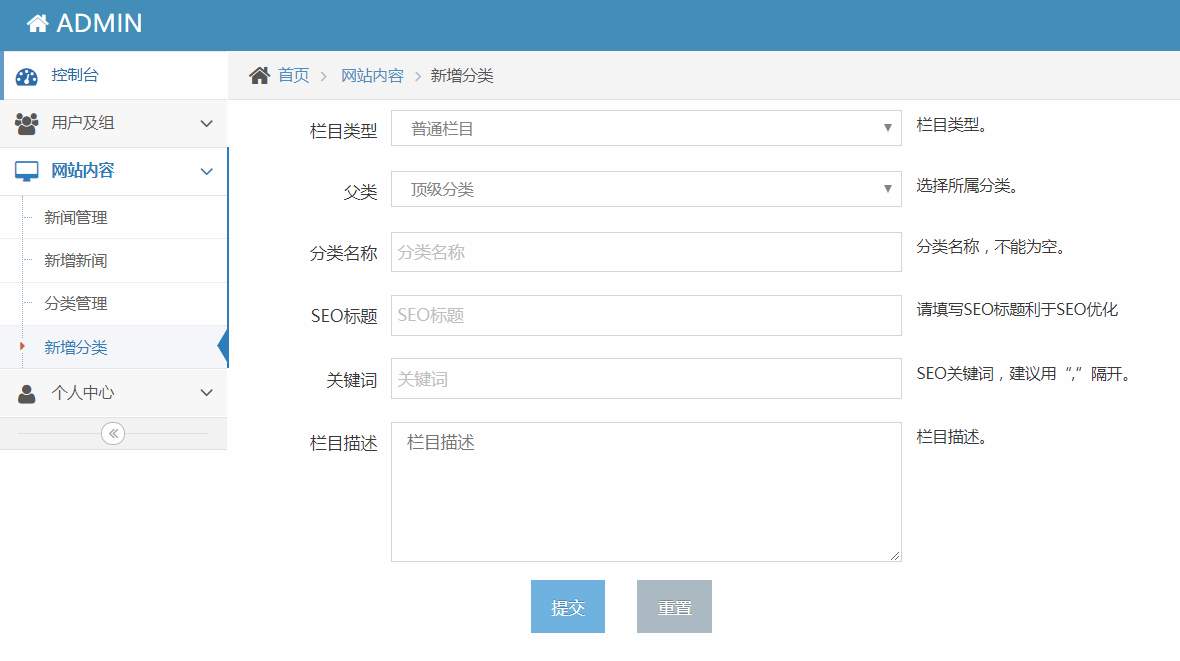 ADMIN
控制台
首页 网站内容 新增分类
用户及组
网站内容
新闻管理
新增新闻
分类管理
新增分类
个人中心
栏目类型 普通栏目 栏目类型。
父类 顶级分类 选择所属分类。
分类名称 分类名称 分类名称，不能为空。
SEO标题 SEO标题 请填写SEO标题利于SEO优化
关键词 关键词 SEO关键词，建议用“,”隔开。
栏目描述 栏目描述 栏目描述。
提交 重置